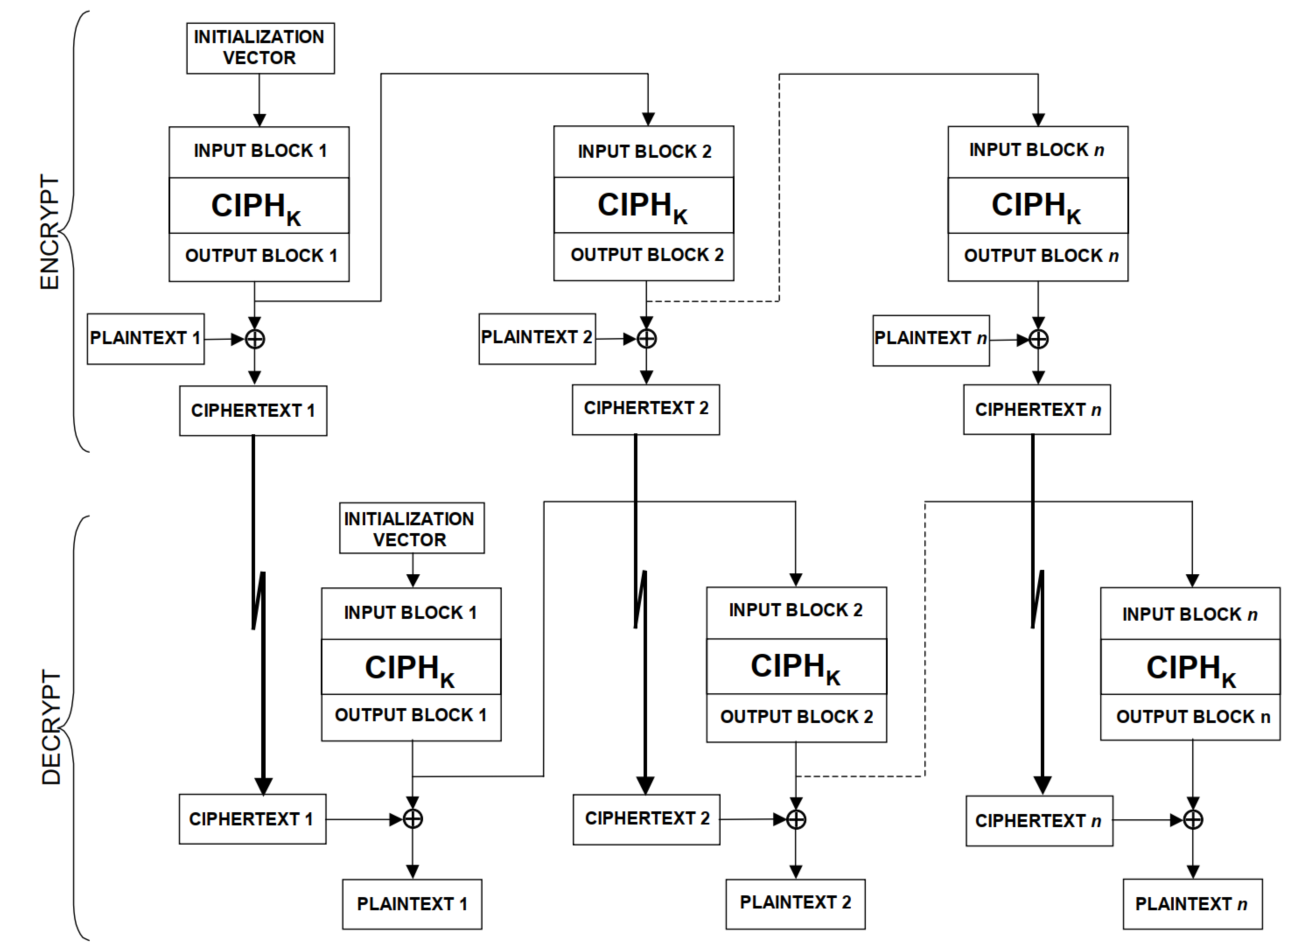 ENCRYPT
INITIALIZATION
VECTOR
INPUT BLOCK 1
INPUT BLOCK 2
INPUT BLOCK n
CIPHK
CIPHK
CIPHK
OUTPUT BLOCK 1
OUTPUT BLOCK 2
OUTPUT BLOCK n
PLAINTEXT 1
PLAINTEXT 2
PLAINTEXT n
CIPHERTEXT 1
CIPHERTEXT 2
CIPHERTEXT n
DECRYPT
INITIALIZATION
VECTOR
INPUT BLOCK 1
INPUT BLOCK 2
INPUT BLOCK n
CIPHK
CIPHK
CIPHK
OUTPUT BLOCK 1
OUTPUT BLOCK 2
OUTPUT BLOCK n
CIPHERTEXT 1
CIPHERTEXT 2
CIPHERTEXT n
PLAINTEXT 1
PLAINTEXT 2
PLAINTEXT n